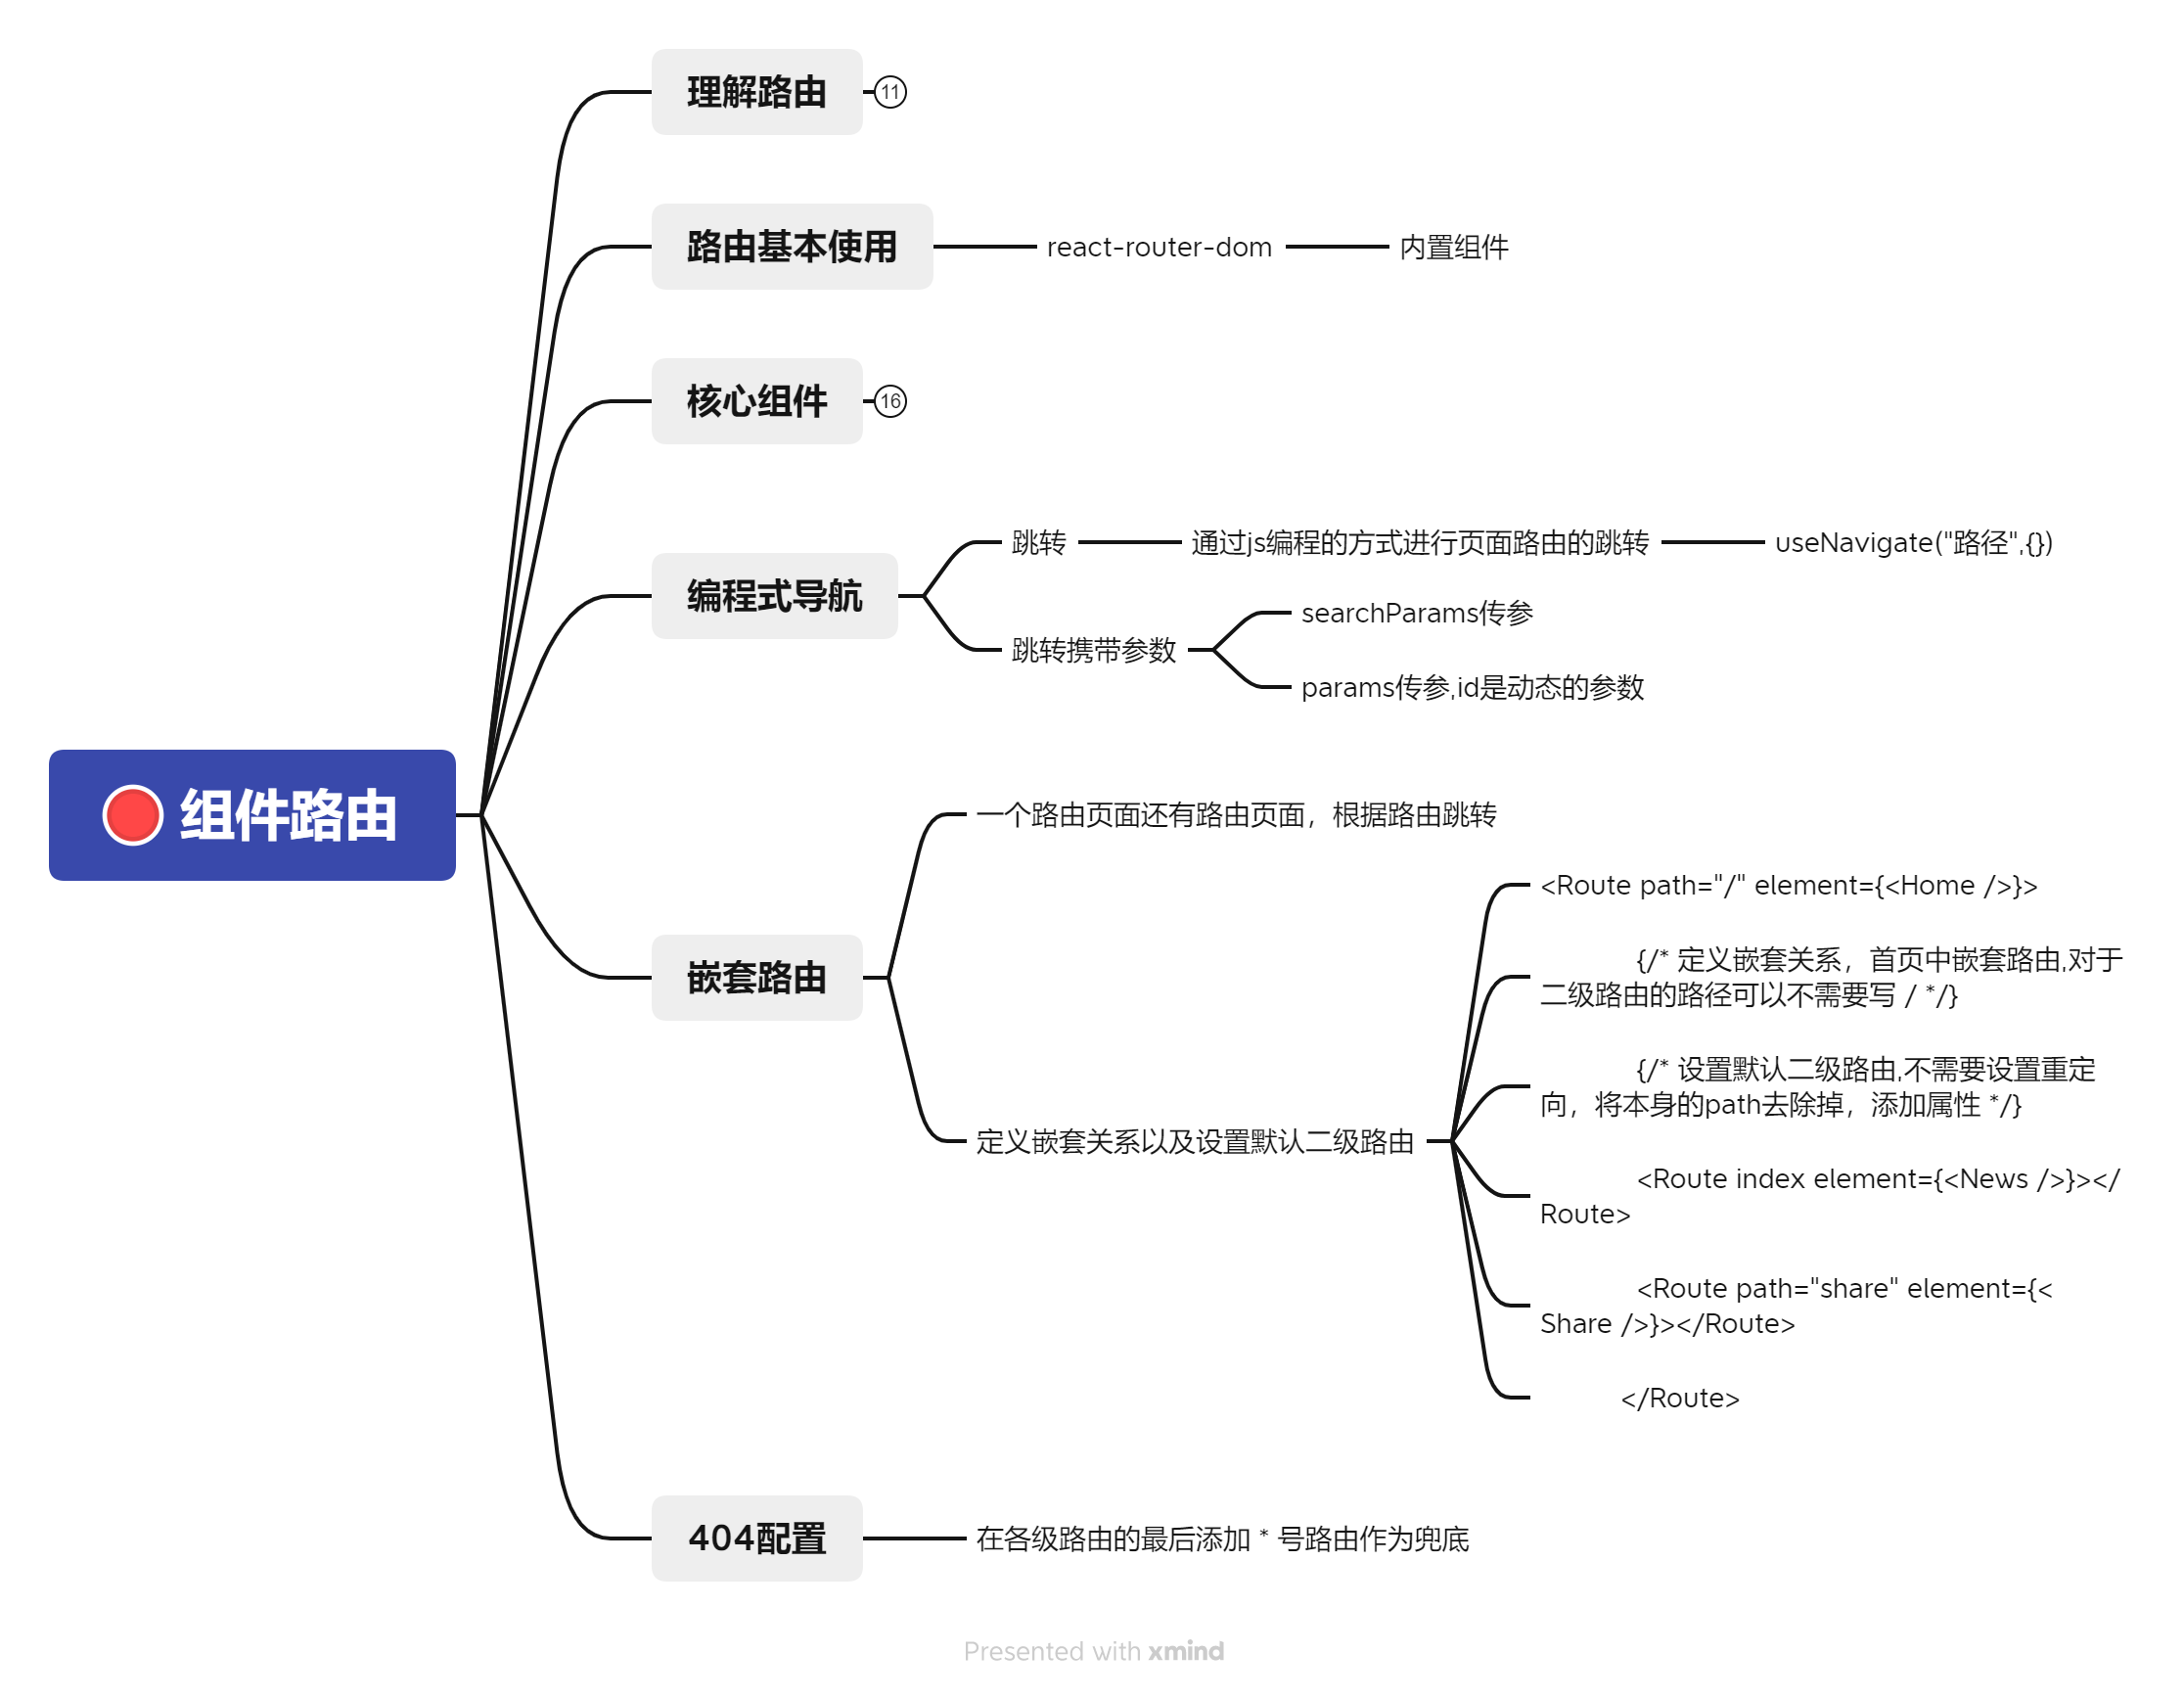 理解路由
11
路由基本使用
react-router-dom
内置组件
核心组件
16
编程式导航
跳转
通过js编程的方式进行页面路由的跳转
useNavigate("路径",{})
跳转携带参数
searchParams传参
params传参,id是动态的参数
组件路由
嵌套路由
一个路由页面还有路由页面，根据路由跳转
定义嵌套关系以及设置默认二级路由
<Route path="/" element={<Home />}>
{/* 定义嵌套关系，首页中嵌套路由,对于
二级路由的路径可以不需要写 / */}
{/* 设置默认二级路由,不需要设置重定
向，将本身的path去除掉，添加属性 */}
<Route index element={<News />}></
Route>
<Route path="share" element={<
Share />}></Route>
</Route>
404配置
在各级路由的最后添加 * 号路由作为兜底
Presented with xmind